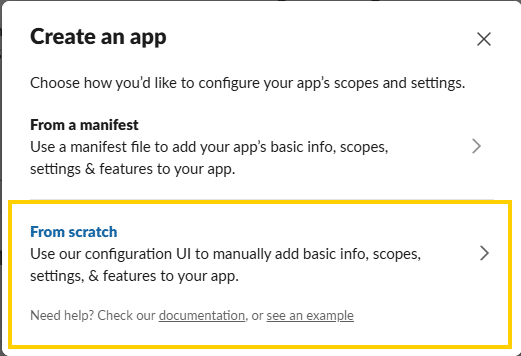 Create an app
Choose how you'd like to configure your app's scopes and settings.
From a manifest
Use a manifest file to add your app's basic info, scopes,
settings & features to your app.
From scratch
Use our configuration UI to manually add basic info, scopes,
settings, & features to your app.
Need help? Check our documentation, or see an example